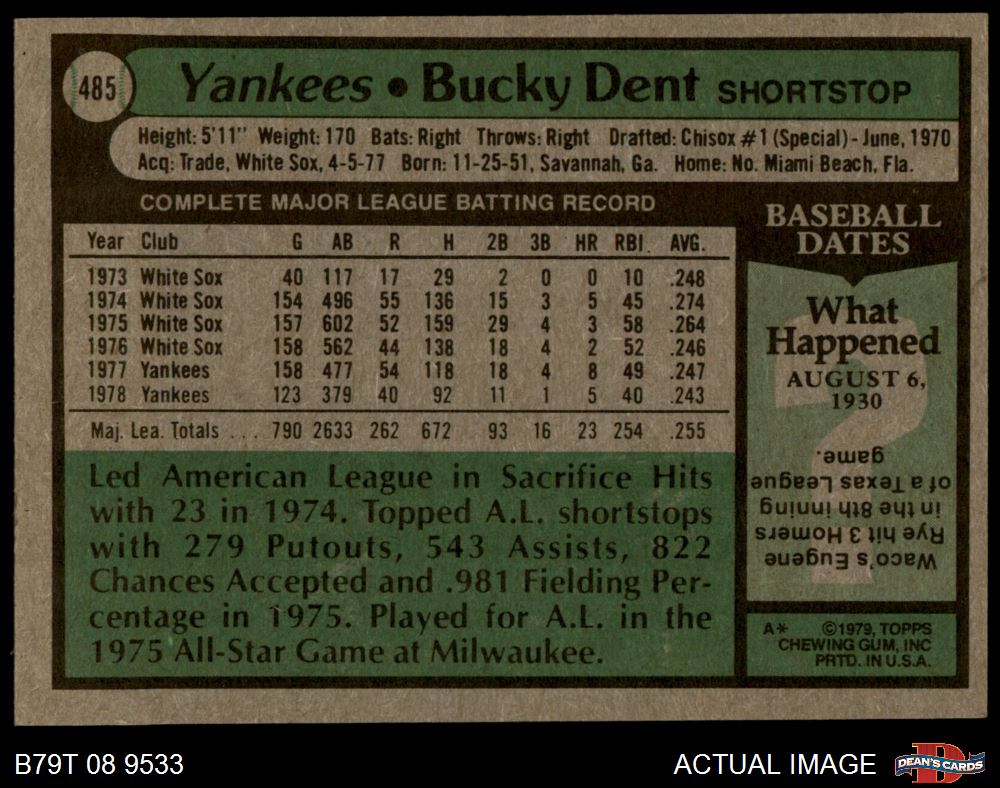 485
Yankees • Bucky Dent SHORTSTOP
Height: 5'11" Weight: 170 Bats: Right Throws: Right Drafted: Chisox #1 (Special) - June, 1970
Acq: Trade, White Sox, 4-5-77 Born: 11-25-51, Savannah, Ga. Home: No. Miami Beach, Fla.
COMPLETE MAJOR LEAGUE BATTING RECORD
Year Club G AB R H 2B 3B HR RBI. AVG.
1973 White Sox 40 117 17 29 2 0 0 10 .248
1974 White Sox 154 496 55 136 15 3 5 45 .274
1975 White Sox 157 602 52 159 29 4 3 58 .264
1976 White Sox 158 562 44 138 18 4 2 52 .246
1977 Yankees 158 477 54 118 18 4 8 49 .247
1978 Yankees 123 379 40 92 11 1 5 40 .243
Maj. Lea. Totals ... 790 2633 262 672 93 16 23 254 .255
Led American League in Sacrifice Hits
with 23 in 1974. Topped A.L. shortstops
with 279 Putouts, 543 Assists, 822
Chances Accepted and .981 Fielding Per-
centage in 1975. Played for A.L. in the
1975 All-Star Game at Milwaukee.
BASEBALL
DATES
What
Happened
AUGUST 6,
1930
?
Waco's Eugene
Rye hit 3 Homers
in the 8th inning
of a Texas League
game.
A* ©1979, TOPPS
CHEWING GUM, INC
PRTD. IN U.S.A.
B79T 08 9533
ACTUAL IMAGE
D
DEAN'S CARDS